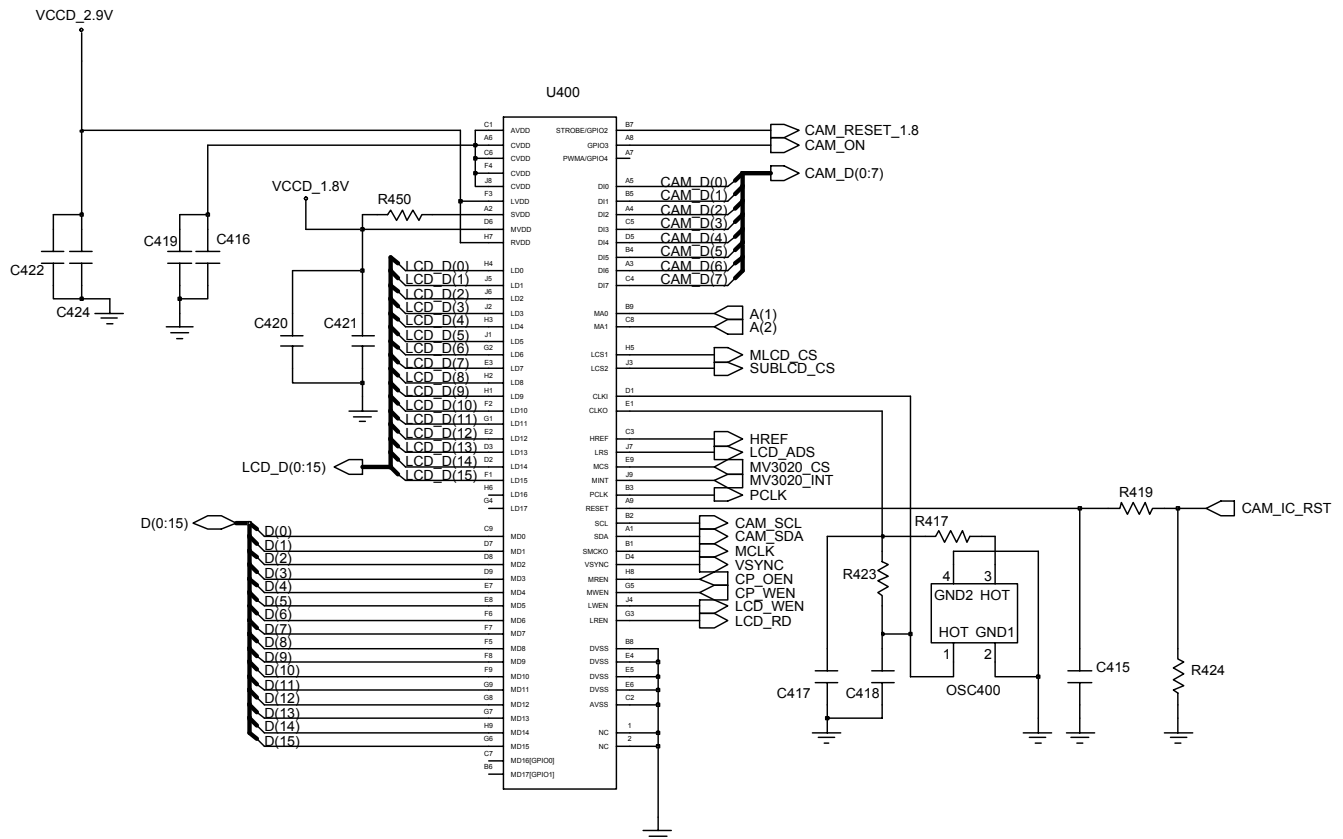 VCCD_2.9V
U400
C1 AVDD STROBE/GPIO2 B7 CAM_RESET_1.8
A6 CVDD GPIO3 A8 CAM_ON
C6 CVDD PWMA/GPIO4 A7
F4 CVDD
J8 CVDD DI0 A5 CAM_D(0) CAM_D(0:7)
F3 LVDD DI1 B5 CAM_D(1)
VCCD_1.8V R450 A2 SVDD DI2 A4 CAM_D(2)
D6 MVDD DI3 C5 CAM_D(3)
C419 C416 H7 RVDD DI4 D5 CAM_D(4)
DI5 B4 CAM_D(5)
C422 LCD_D(0) H4 LD0 DI6 A3 CAM_D(6)
LCD_D(1) J5 LD1 DI7 C4 CAM_D(7)
LCD_D(2) J6 LD2
C424 LCD_D(3) J2 LD3 MA0 B9 A(1)
C420 C421 LCD_D(4) H3 LD4 MA1 C8 A(2)
LCD_D(5) J1 LD5
LCD_D(6) G2 LD6 LCS1 H5 MLCD_CS
LCD_D(7) E3 LD7 LCS2 J3 SUBLCD_CS
LCD_D(8) H2 LD8
LCD_D(9) H1 LD9 CLKI D1
LCD_D(10) F2 LD10 CLKO E1
LCD_D(11) G1 LD11
LCD_D(12) E2 LD12 HREF C3 HREF
LCD_D(13) D3 LD13 LRS J7 LCD_ADS
LCD_D(0:15) LCD_D(14) D2 LD14 MCS E9 MV3020_CS
LCD_D(15) F1 LD15 MINT J9 MV3020_INT
H6 LD16 PCLK B3 PCLK
G4 LD17 RESET A9 R419 CAM_IC_RST
D(0:15) SCL B2 CAM_SCL
D(0) C9 MD0 SDA A1 CAM_SDA R417
D(1) D7 MD1 SMCKO B1 MCLK
D(2) D8 MD2 VSYNC D4 VSYNC
D(3) D9 MD3 MREN H8 CP_OEN R423 4 3
D(4) E7 MD4 MWEN G5 CP_WEN GND2 HOT
D(5) E8 MD5 LWEN J4 LCD_WEN
D(6) F6 MD6 LREN G3 LCD_RD
D(7) F7 MD7 HOT GND1
D(8) F5 MD8 DVSS B8 1 2
D(9) F8 MD9 DVSS E4
D(10) F9 MD10 DVSS E5 C415 R424
D(11) G9 MD11 DVSS E6 C417 C418 OSC400
D(12) G8 MD12 AVSS C2
D(13) G7 MD13
D(14) H9 MD14 NC 1
D(15) G6 MD15 NC 2
C7 MD16[GPIO0]
B6 MD17[GPIO1]